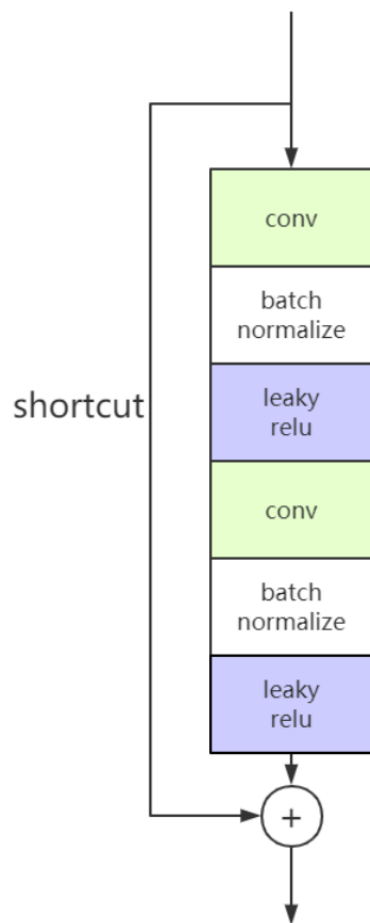 conv
batch
normalize
leaky
relu
shortcut
conv
batch
normalize
leaky
relu
+